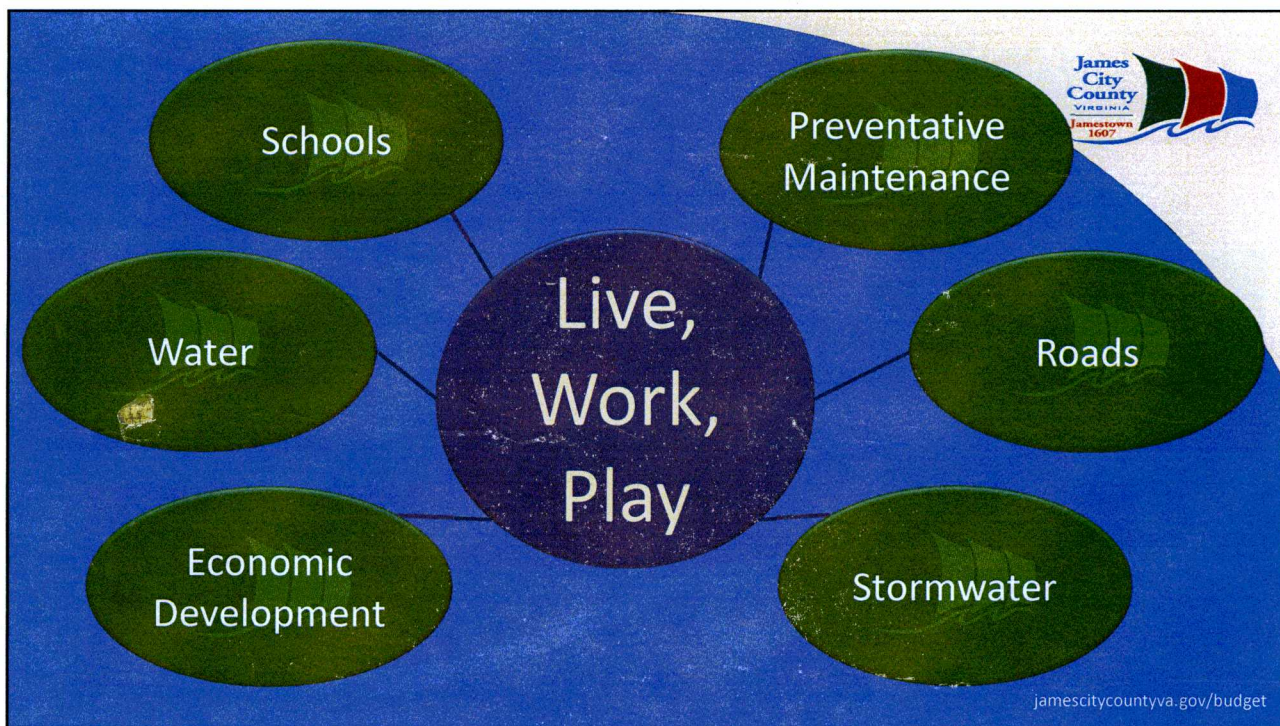 Schools
Preventative
Maintenance
James
City
County
VIRGINIA
Jamestown
1607
Live,
Work,
Play
Water
Roads
Economic
Development
Stormwater
jamescitycountyva.gov/budget